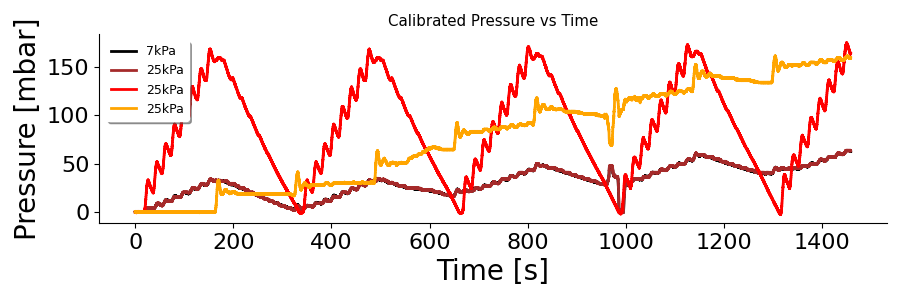 Calibrated Pressure vs Time
Pressure [mbar]
150
100
50
0
7kPa
25kPa
25kPa
25kPa
0
200
400
600
800
1000
1200
1400
Time [s]